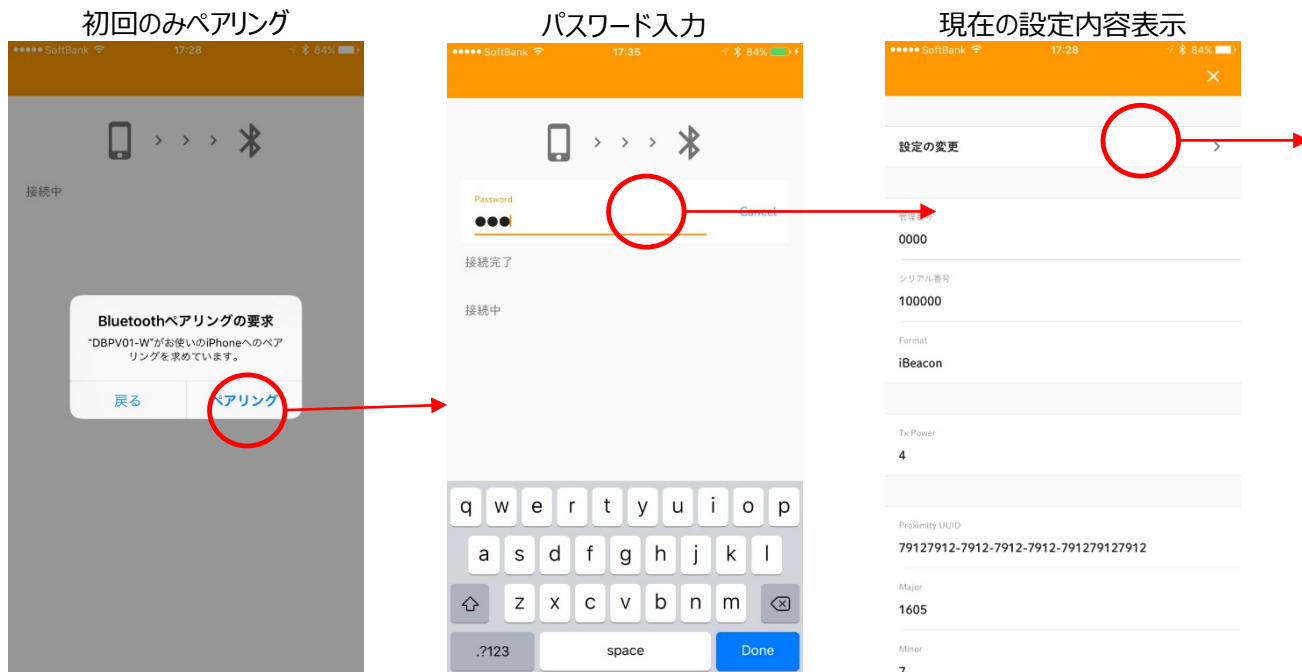 初回のみペアリング
SoftBank 17:28 84%
接続中
Bluetoothペアリングの要求
"DBPV01-W"がお使いのiPhoneへのペア
リングを求めています。
戻る ペアリング
パスワード入力
SoftBank 17:35 84%
Password
Cancel
接続完了
接続中
q w e r t y u i o p
a s d f g h j k l
z x c v b n m
.?123 space Done
現在の設定内容表示
SoftBank 17:28 84%
設定の変更
管理番号
0000
シリアル番号
100000
Format
iBeacon
Tx Power
4
Proximity UUID
79127912-7912-7912-7912-791279127912
Major
1605
Minor
7